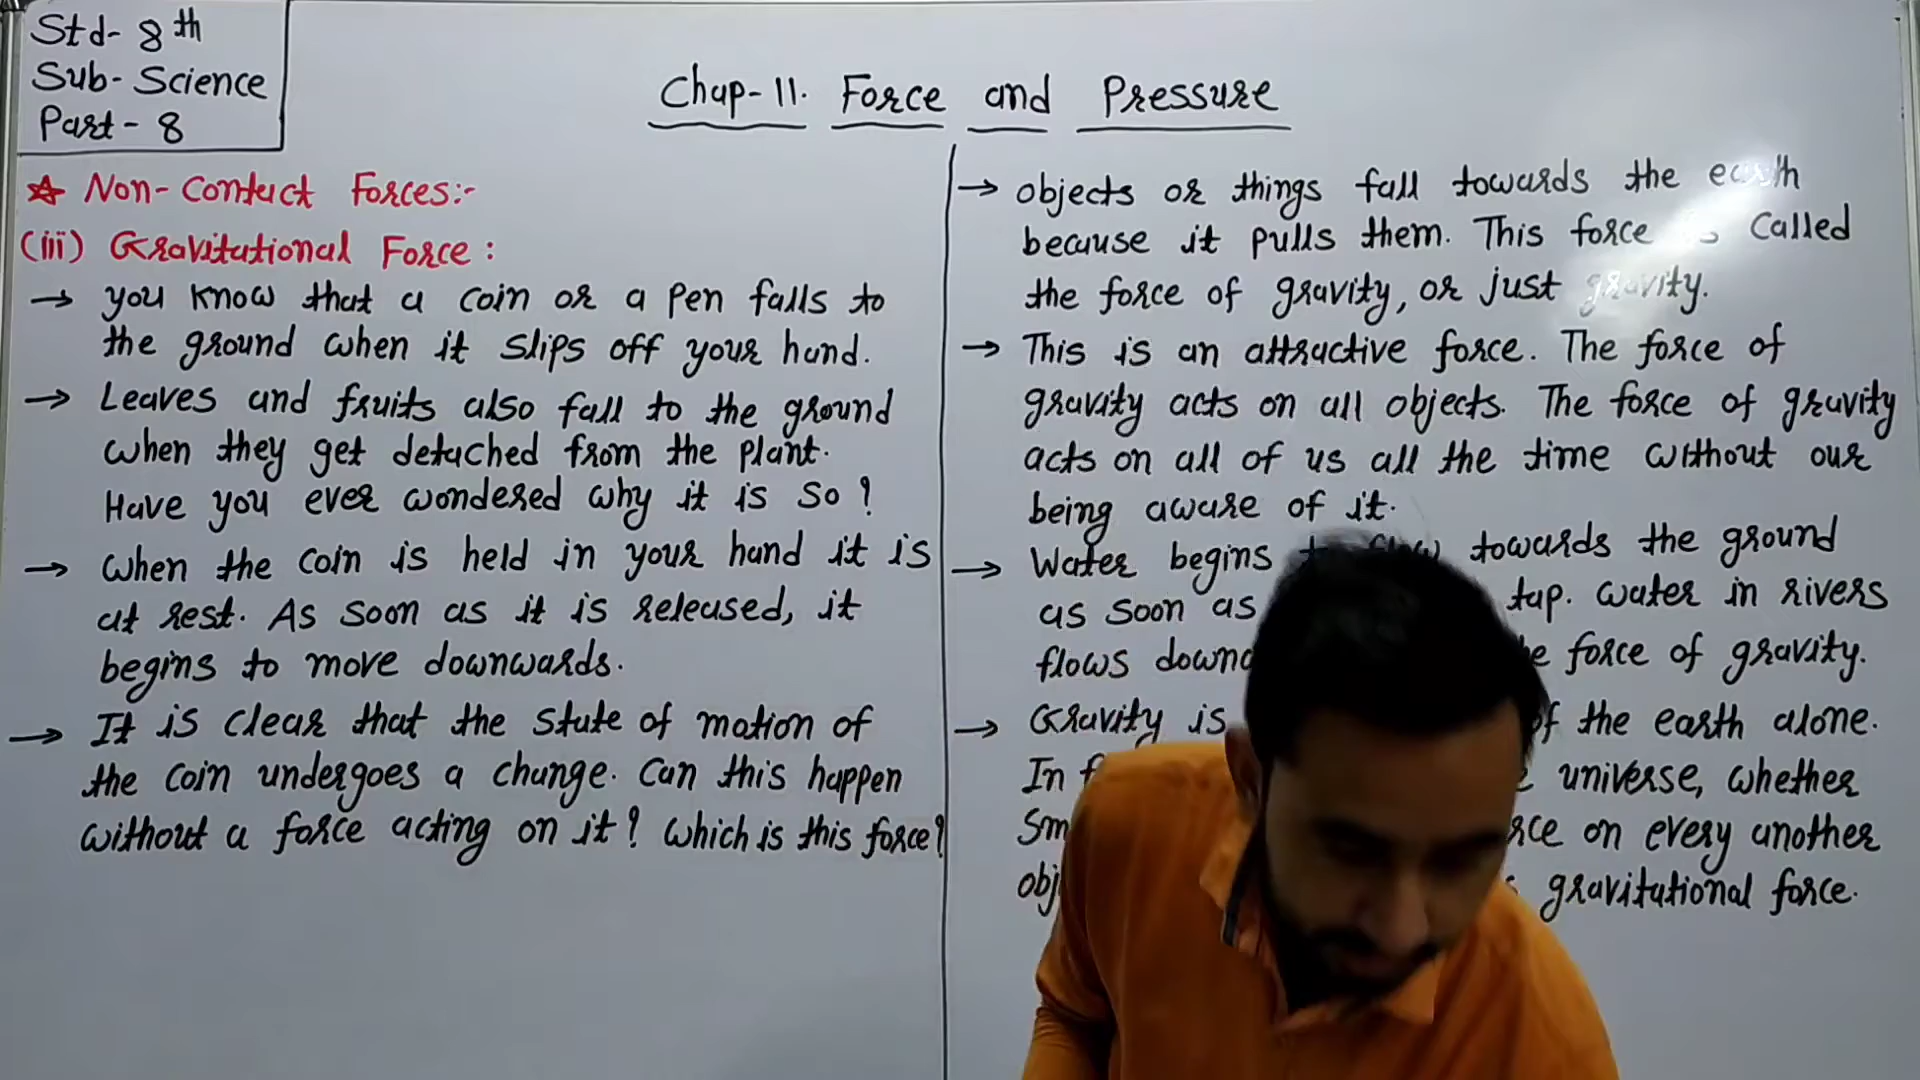 Std- 8th
Sub- Science
Part - 8
Chap-11. Force and Pressure
☆ Non-Contact Forces:-
(iii) Gravitational Force :
→ you know that a coin or a pen falls to
the ground when it slips off your hand.
→ Leaves and fruits also fall to the ground
when they get detached from the plant.
Have you ever wondered why it is so?
→ When the coin is held in your hand it is
at rest. As soon as it is released, it
begins to move downwards.
→ It is clear that the state of motion of
the coin undergoes a change. Can this happen
without a force acting on it? Which is this force?
→ objects or things fall towards the earth
because it pulls them. This force is called
the force of gravity, or just gravity.
→ This is an attractive force. The force of
gravity acts on all objects. The force of gravity
acts on all of us all the time without our
being aware of it.
→ Water begins to flow towards the ground
as soon as tap. Water in rivers
flows force of gravity.
→ Gravity is the earth alone.
In universe, whether
on every another
gravitational force.